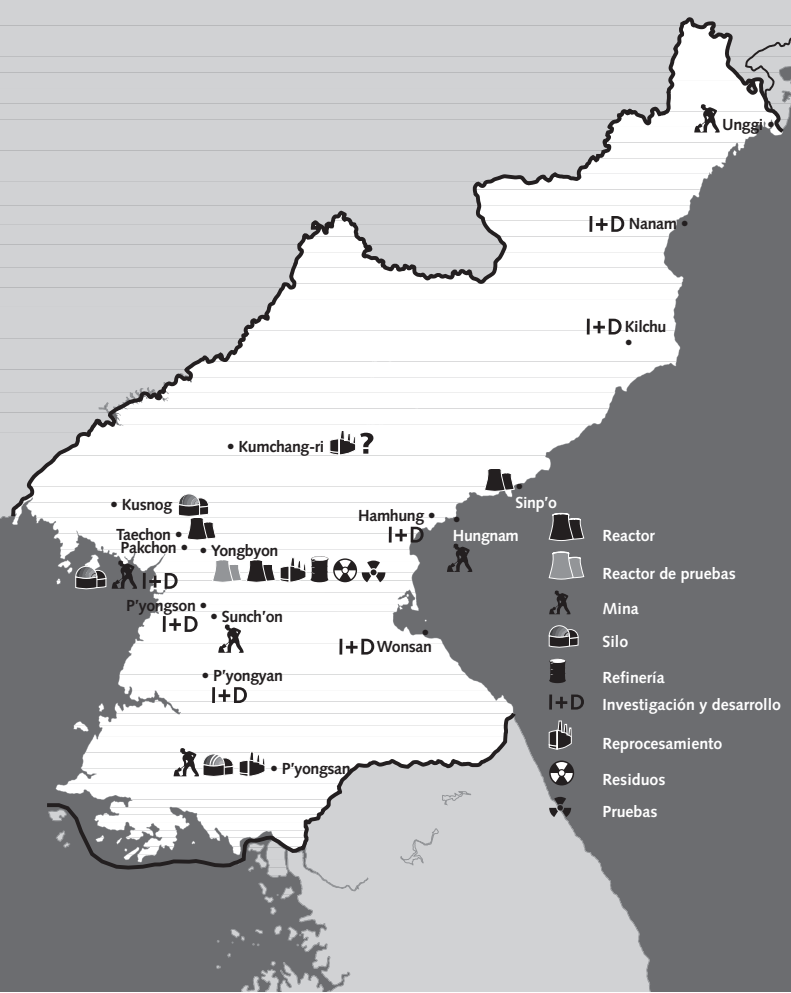 Unggi
I+D Nanam
I+D Kilchu
Kumchang-ri ?
Kusnog
Sinp'o
Hamhung
I+D
Hungnam
Taechon
Pakchon
Yongbyon
I+D
P'yongson
I+D
Sunch'on
I+D Wonsan
P'yongyan
I+D
P'yongsan
Reactor
Reactor de pruebas
Mina
Silo
Refinería
I+D Investigación y desarrollo
Reprocesamiento
Residuos
Pruebas